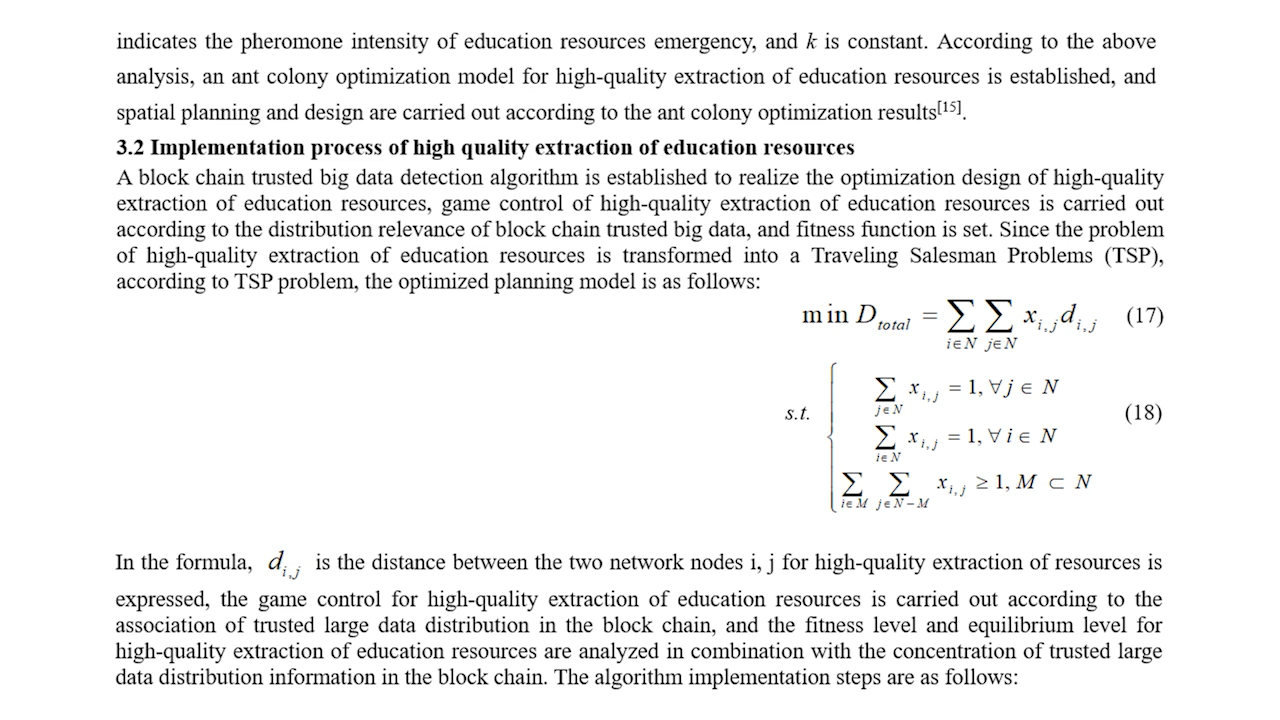 indicates the pheromone intensity of education resources emergency, and k is constant. According to the above
analysis, an ant colony optimization model for high-quality extraction of education resources is established, and
spatial planning and design are carried out according to the ant colony optimization results[15].
3.2 Implementation process of high quality extraction of education resources
A block chain trusted big data detection algorithm is established to realize the optimization design of high-quality
extraction of education resources, game control of high-quality extraction of education resources is carried out
according to the distribution relevance of block chain trusted big data, and fitness function is set. Since the problem
of high-quality extraction of education resources is transformed into a Traveling Salesman Problems (TSP),
according to TSP problem, the optimized planning model is as follows:
min D_total = ∑_{i∈N} ∑_{j∈N} x_{i,j} d_{i,j} (17)
s.t. { ∑_{j∈N} x_{i,j} = 1, ∀ j ∈ N
∑_{i∈N} x_{i,j} = 1, ∀ i ∈ N (18)
∑_{i∈M} ∑_{j∈N−M} x_{i,j} ≥ 1, M ⊂ N
In the formula, d_{i,j} is the distance between the two network nodes i, j for high-quality extraction of resources is
expressed, the game control for high-quality extraction of education resources is carried out according to the
association of trusted large data distribution in the block chain, and the fitness level and equilibrium level for
high-quality extraction of education resources are analyzed in combination with the concentration of trusted large
data distribution information in the block chain. The algorithm implementation steps are as follows: